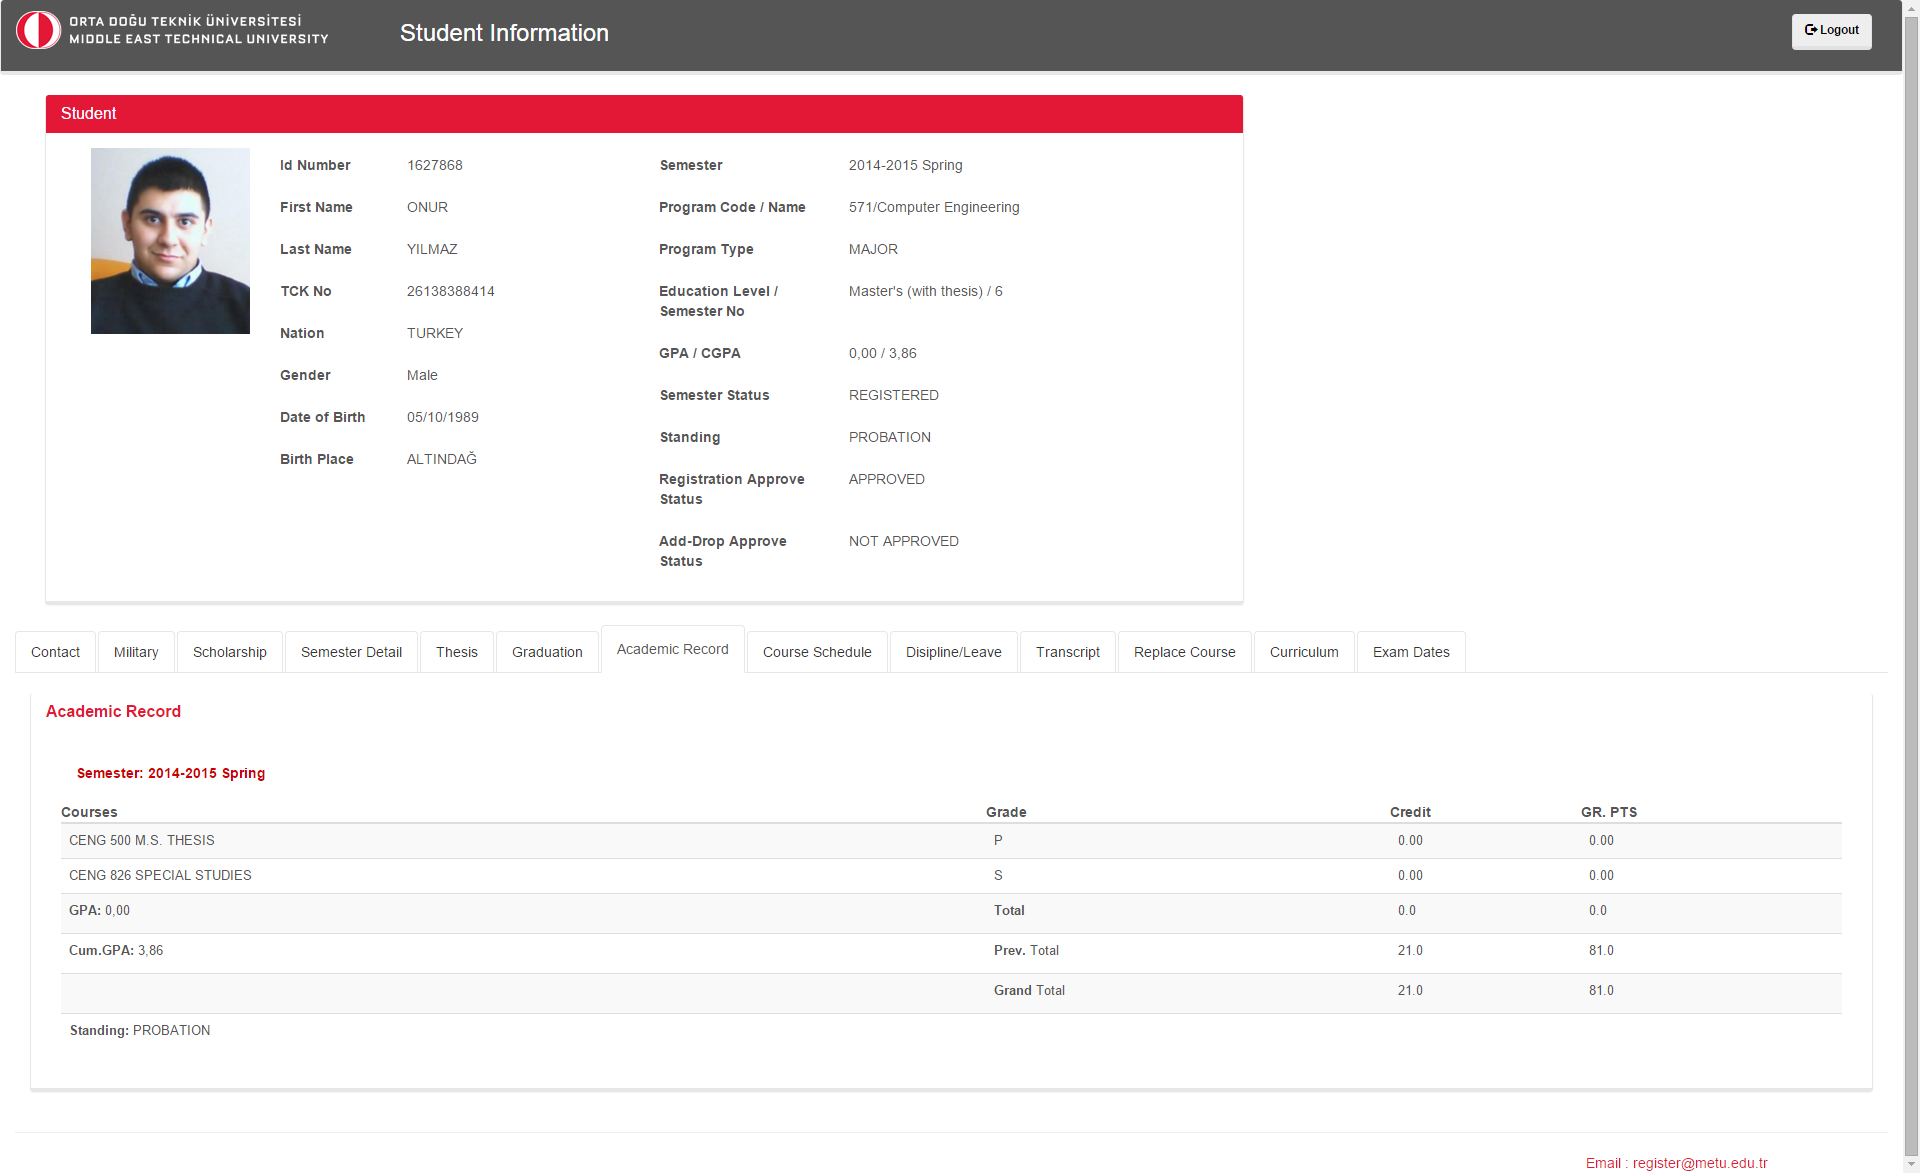 ORTA DOĞU TEKNİK ÜNİVERSİTESİ
MIDDLE EAST TECHNICAL UNIVERSITY
Student Information
Logout
Student
Id Number 1627868
First Name ONUR
Last Name YILMAZ
TCK No 26138388414
Nation TURKEY
Gender Male
Date of Birth 05/10/1989
Birth Place ALTINDAĞ
Semester 2014-2015 Spring
Program Code / Name 571/Computer Engineering
Program Type MAJOR
Education Level / Master's (with thesis) / 6
Semester No
GPA / CGPA 0,00 / 3,86
Semester Status REGISTERED
Standing PROBATION
Registration Approve APPROVED
Status
Add-Drop Approve NOT APPROVED
Status
Contact Military Scholarship Semester Detail Thesis Graduation Academic Record Course Schedule Disipline/Leave Transcript Replace Course Curriculum Exam Dates
Academic Record
Semester: 2014-2015 Spring
Courses Grade Credit GR. PTS
CENG 500 M.S. THESIS P 0.00 0.00
CENG 826 SPECIAL STUDIES S 0.00 0.00
GPA: 0,00 Total 0.0 0.0
Cum.GPA: 3,86 Prev. Total 21.0 81.0
Grand Total 21.0 81.0
Standing: PROBATION
Email : register@metu.edu.tr